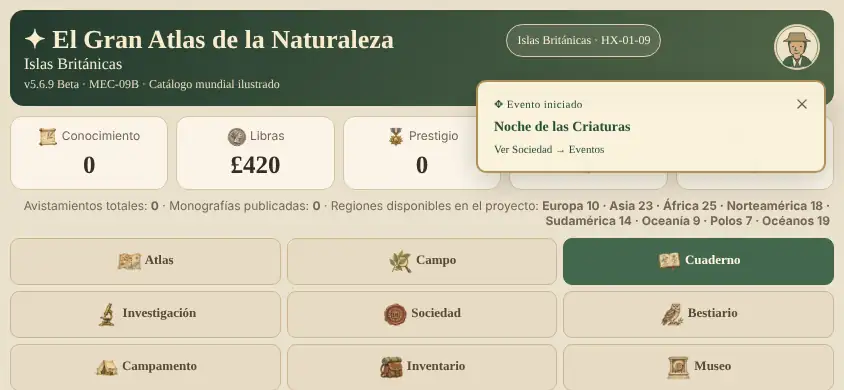 ✦ El Gran Atlas de la Naturaleza
Islas Británicas
v5.6.9 Beta · MEC-09B · Catálogo mundial ilustrado
Islas Británicas · HX-01-09
✥ Evento iniciado
Noche de las Criaturas
Ver Sociedad → Eventos
Conocimiento
0
Libras
£420
Prestigio
0
Avistamientos totales: 0 · Monografías publicadas: 0 · Regiones disponibles en el proyecto: Europa 10 · Asia 23 · África 25 · Norteamérica 18 ·
Sudamérica 14 · Oceanía 9 · Polos 7 · Océanos 19
Atlas
Campo
Cuaderno
Investigación
Sociedad
Bestiario
Campamento
Inventario
Museo